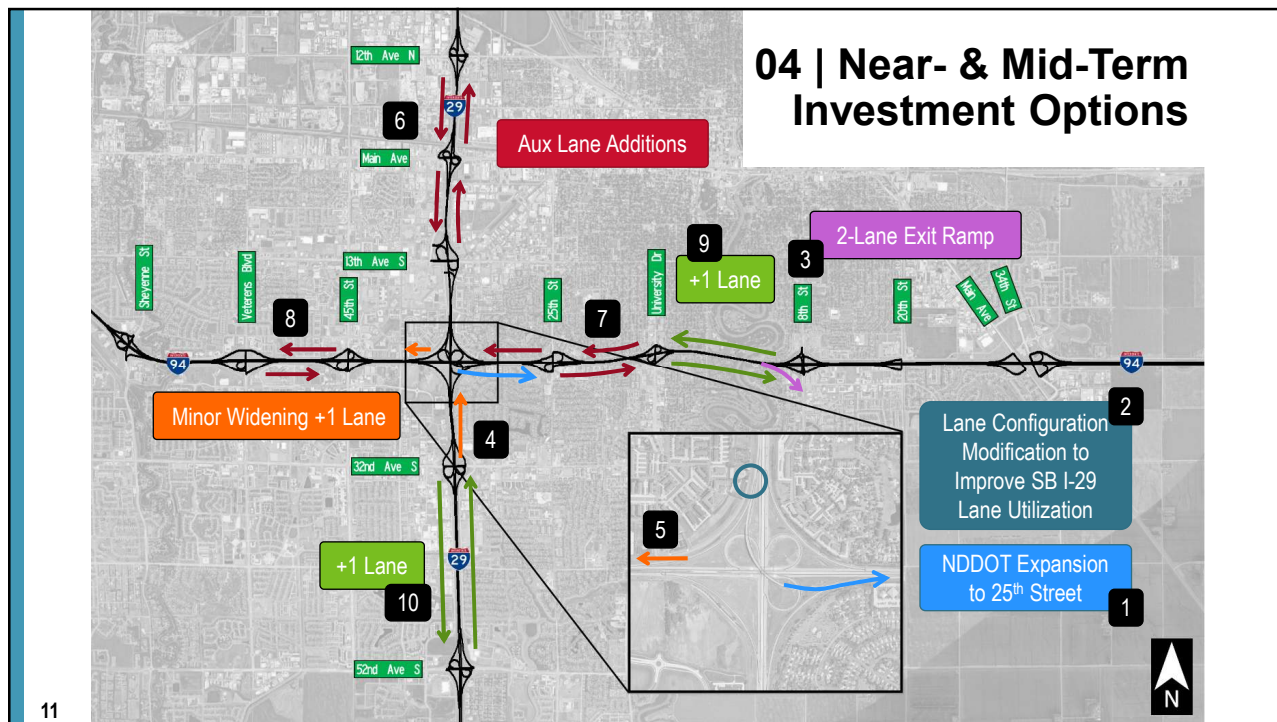 04 | Near- & Mid-Term
Investment Options
12th Ave N
29
6
Aux Lane Additions
Main Ave
9
2-Lane Exit Ramp
3
+1 Lane
Sheyenne St
Veterens Blvd
13th Ave S
45th St
25th St
University Dr
8th St
20th St
Main Ave
34th St
8
7
94
94
Minor Widening +1 Lane
4
2
Lane Configuration
Modification to
Improve SB I-29
Lane Utilization
32nd Ave S
5
29
+1 Lane
10
NDDOT Expansion
to 25th Street
1
52nd Ave S
N
11